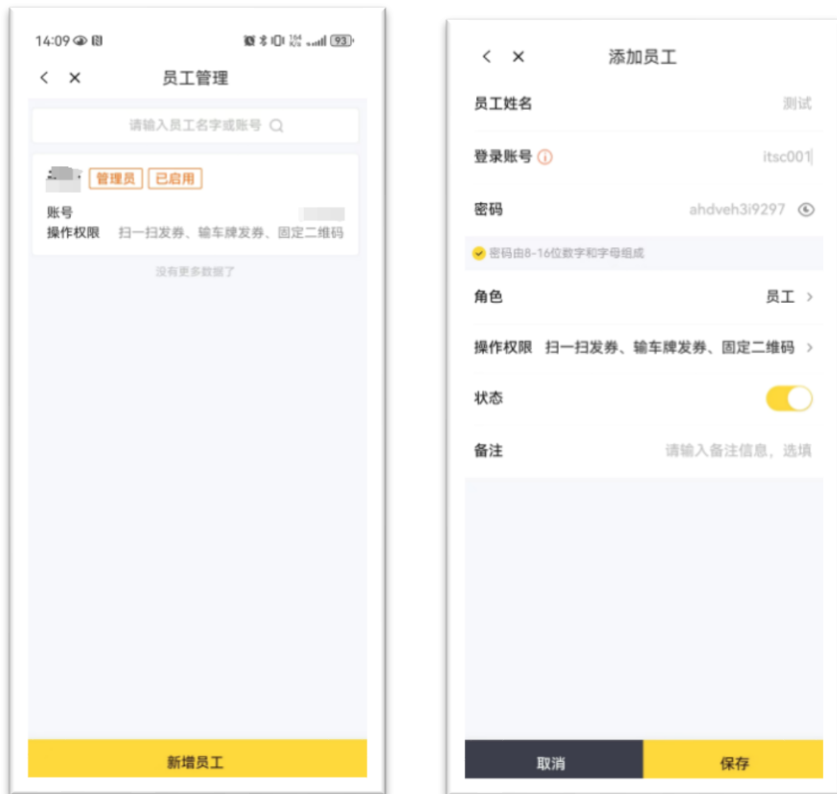 14:09
93
员工管理
请输入员工名字或账号
管理员 已启用
账号
操作权限 扫一扫发券、输车牌发券、固定二维码
没有更多数据了
新增员工
添加员工
员工姓名 测试
登录账号 itsc001
密码 ahdveh3i9297
密码由8-16位数字和字母组成
角色 员工
操作权限 扫一扫发券、输车牌发券、固定二维码
状态
备注 请输入备注信息，选填
取消 保存